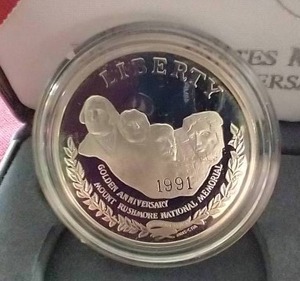 LIBERTY
1991
GOLDEN ANNIVERSARY
MOUNT RUSHMORE NATIONAL MEMORIAL